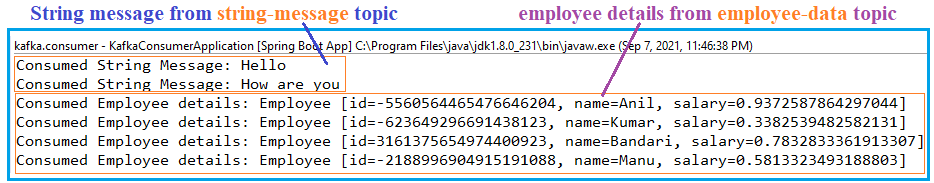 String message from string-message topic
employee details from employee-data topic
kafka.consumer - KafkaConsumerApplication [Spring Boot App] C:\Program Files\java\jdk1.8.0_231\bin\javaw.exe (Sep 7, 2021, 11:46:38 PM)
Consumed String Message: Hello
Consumed String Message: How are you
Consumed Employee details: Employee [id=-5560564465476646204, name=Anil, salary=0.9372587864297044]
Consumed Employee details: Employee [id=-623649296691438123, name=Kumar, salary=0.3382539482582131]
Consumed Employee details: Employee [id=3161375654974400923, name=Bandari, salary=0.7832833361913307]
Consumed Employee details: Employee [id=-2188996904915191088, name=Manu, salary=0.5813323493188803]